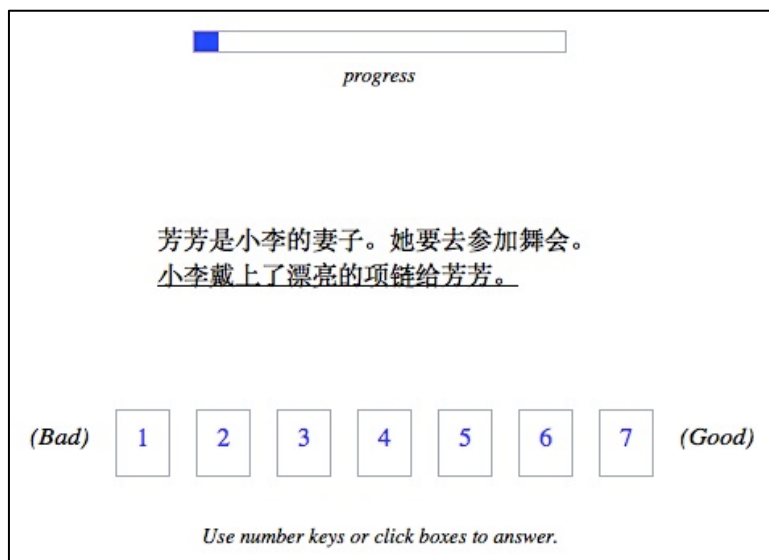 progress
芳芳是小李的妻子。她要去参加舞会。
小李戴上了漂亮的项链给芳芳。
(Bad) 1 2 3 4 5 6 7 (Good)
Use number keys or click boxes to answer.